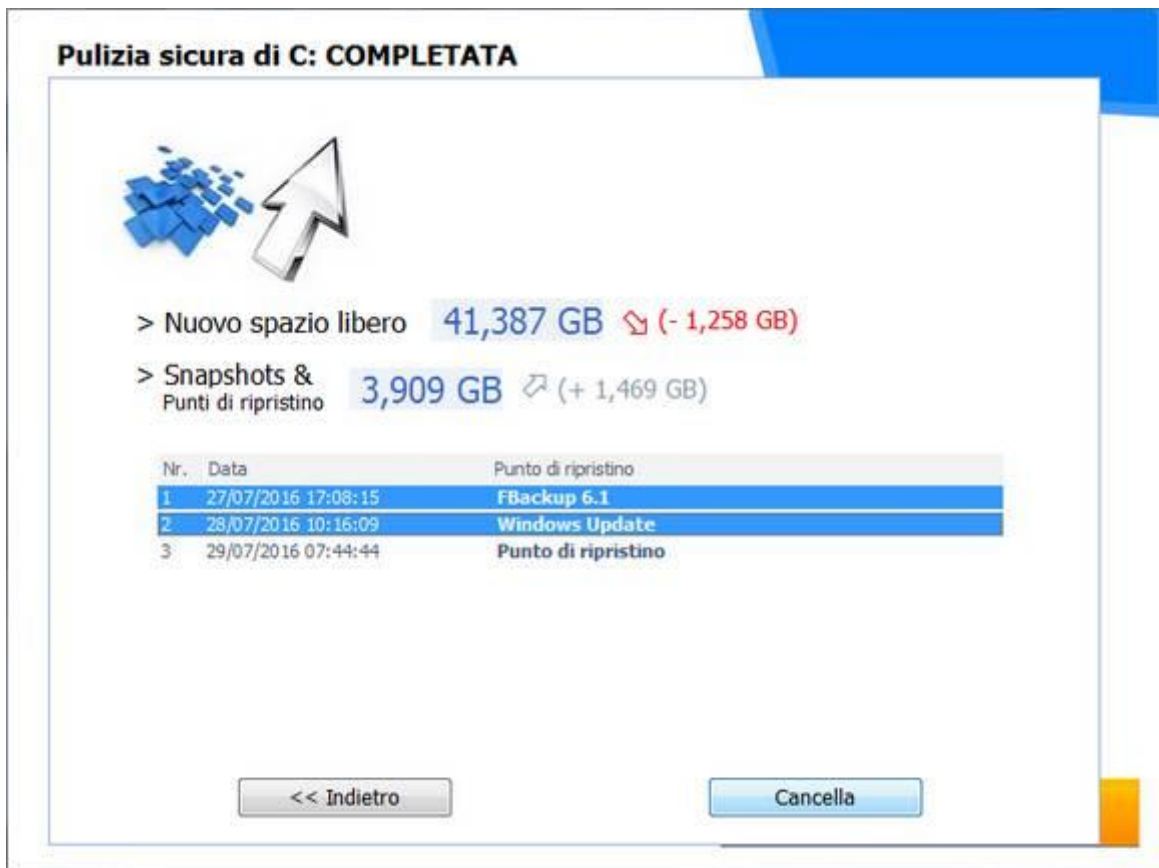 Pulizia sicura di C: COMPLETATA
> Nuovo spazio libero 41,387 GB (- 1,258 GB)
> Snapshots &
Punti di ripristino 3,909 GB (+ 1,469 GB)
Nr. Data Punto di ripristino
1 27/07/2016 17:08:15 FBackup 6.1
2 28/07/2016 10:16:09 Windows Update
3 29/07/2016 07:44:44 Punto di ripristino
<< Indietro Cancella